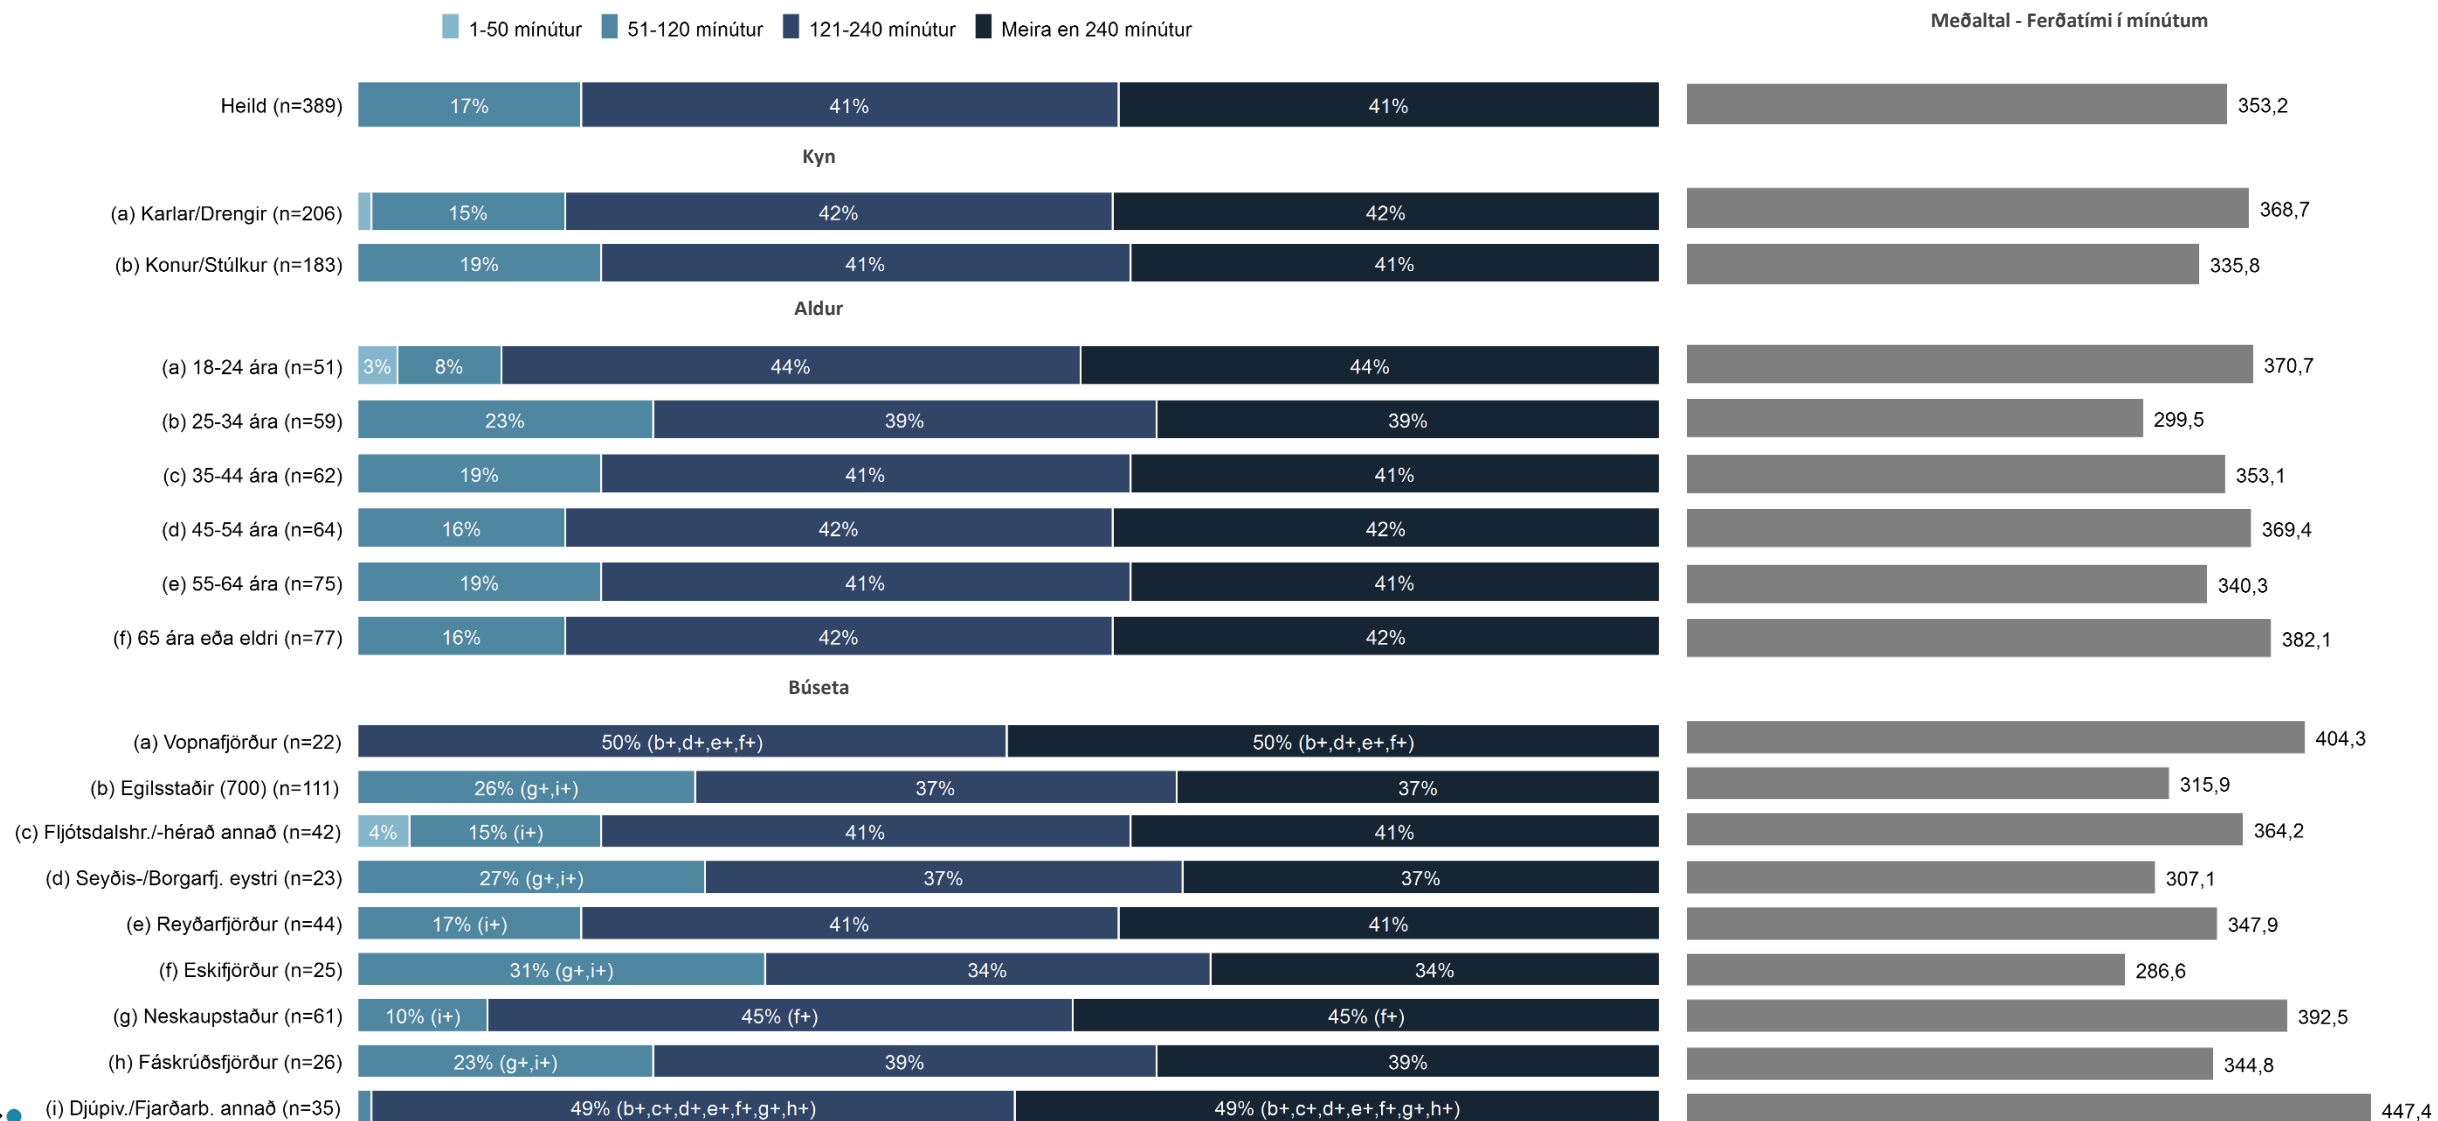 1-50 mínútur 51-120 mínútur 121-240 mínútur Meira en 240 mínútur
Meðaltal - Ferðatími í mínútum
Heild (n=389) 17% 41% 41% 353,2
Kyn
(a) Karlar/Drengir (n=206) 15% 42% 42% 368,7
(b) Konur/Stúlkur (n=183) 19% 41% 41% 335,8
Aldur
(a) 18-24 ára (n=51) 3% 8% 44% 44% 370,7
(b) 25-34 ára (n=59) 23% 39% 39% 299,5
(c) 35-44 ára (n=62) 19% 41% 41% 353,1
(d) 45-54 ára (n=64) 16% 42% 42% 369,4
(e) 55-64 ára (n=75) 19% 41% 41% 340,3
(f) 65 ára eða eldri (n=77) 16% 42% 42% 382,1
Búseta
(a) Vopnafjörður (n=22) 50% (b+,d+,e+,f+) 50% (b+,d+,e+,f+) 404,3
(b) Egilsstaðir (700) (n=111) 26% (g+,i+) 37% 37% 315,9
(c) Fljótsdalshr./-hérað annað (n=42) 4% 15% (i+) 41% 41% 364,2
(d) Seyðis-/Borgarfj. eystri (n=23) 27% (g+,i+) 37% 37% 307,1
(e) Reyðarfjörður (n=44) 17% (i+) 41% 41% 347,9
(f) Eskifjörður (n=25) 31% (g+,i+) 34% 34% 286,6
(g) Neskaupstaður (n=61) 10% (i+) 45% (f+) 45% (f+) 392,5
(h) Fáskrúðsfjörður (n=26) 23% (g+,i+) 39% 39% 344,8
(i) Djúpiv./Fjarðarb. annað (n=35) 49% (b+,c+,d+,e+,f+,g+,h+) 49% (b+,c+,d+,e+,f+,g+,h+) 447,4